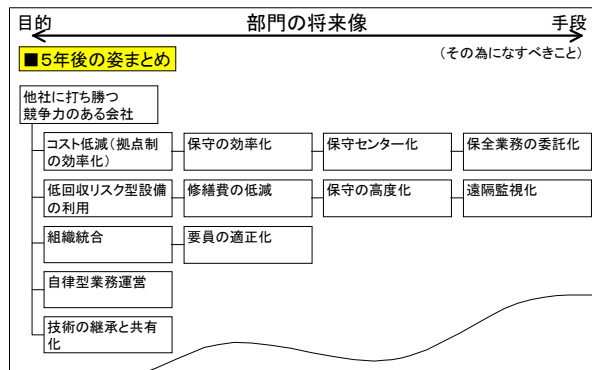 目的
部門の将来像
手段
(その為になすべきこと)
■5年後の姿まとめ
他社に打ち勝つ
競争力のある会社
コスト低減(拠点制
の効率化)
保守の効率化
保守センター化
保全業務の委託化
低回収リスク型設備
の利用
修繕費の低減
保守の高度化
遠隔監視化
組織統合
要員の適正化
自律型業務運営
技術の継承と共有
化